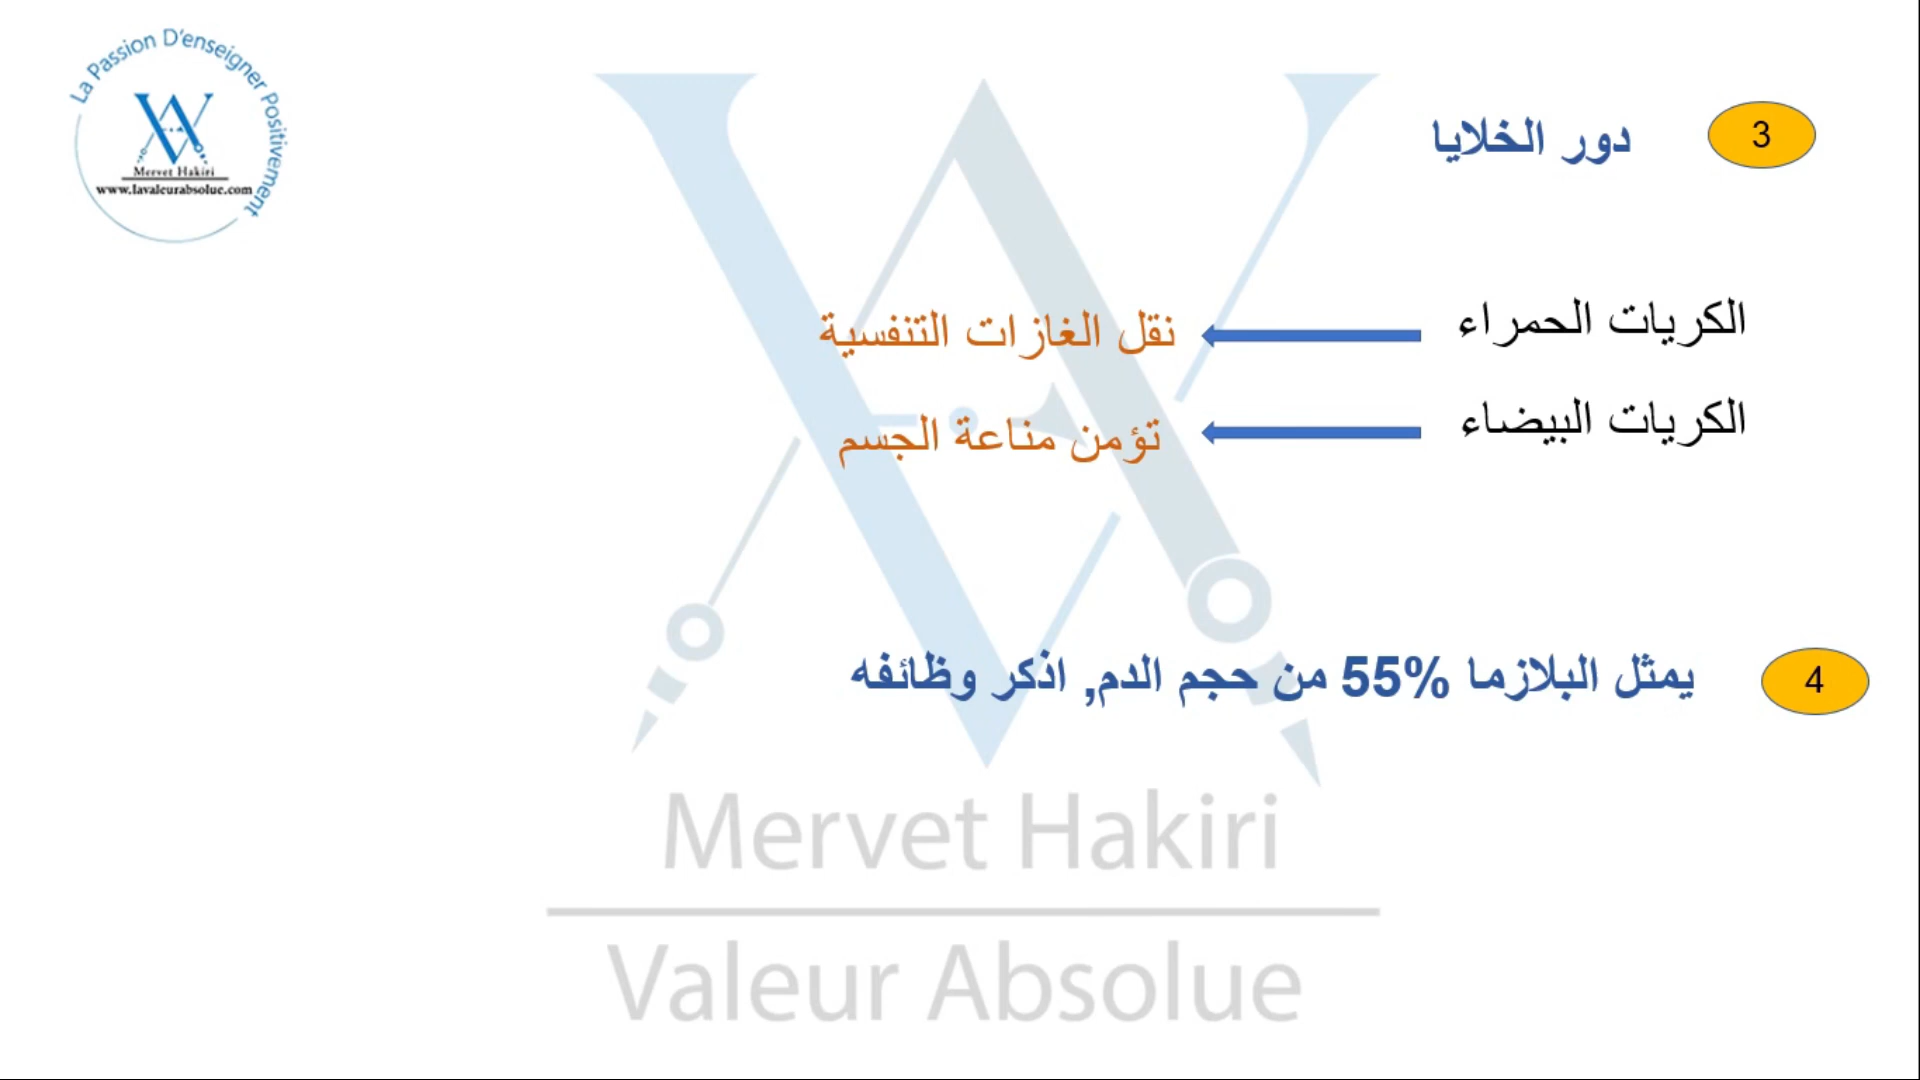 La Passion D'enseigner Positivement
Mervet Hakiri
www.lavaleurabsolue.com
3 دور الخلايا
الكريات الحمراء نقل الغازات التنفسية
الكريات البيضاء تؤمن مناعة الجسم
4 يمثل البلازما 55% من حجم الدم, اذكر وظائفه
Mervet Hakiri
Valeur Absolue